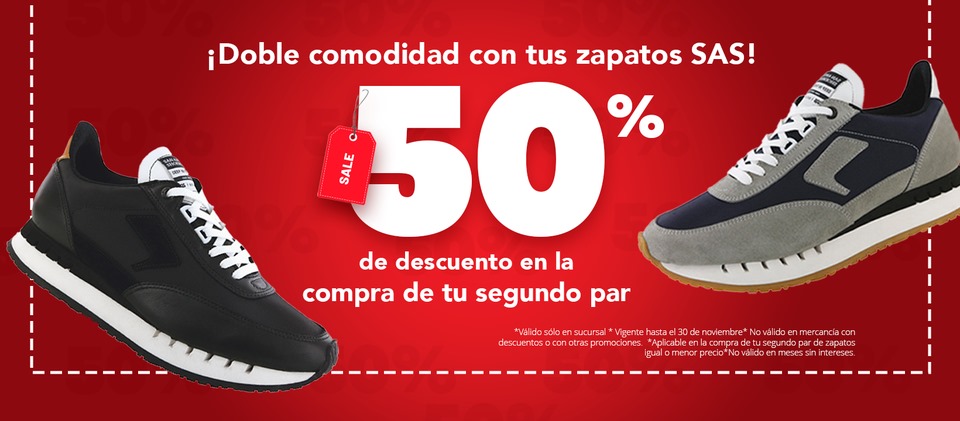 ¡Doble comodidad con tus zapatos SAS!
SALE
50%
de descuento en la
compra de tu segundo par
*Válido sólo en sucursal * Vigente hasta el 30 de noviembre* No válido en mercancía con
descuentos o con otras promociones. *Aplicable en la compra de tu segundo par de zapatos
igual o menor precio*No válido en meses sin intereses.